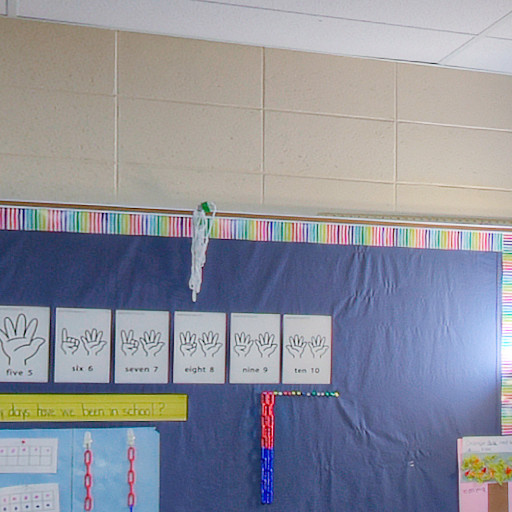 five 5
six 6
seven 7
eight 8
nine 9
ten 10
days have we been in school?